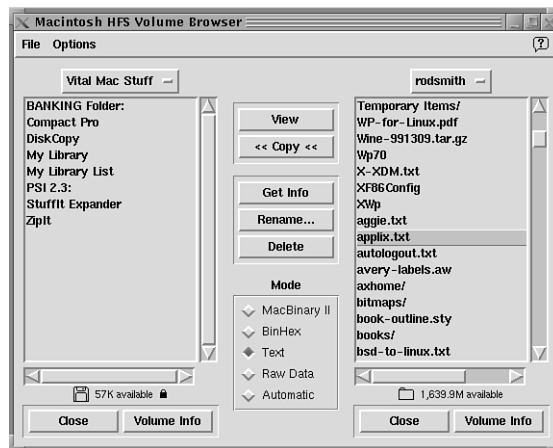 Macintosh HFS Volume Browser
File Options
Vital Mac Stuff
BANKING Folder:
Compact Pro
DiskCopy
My Library
My Library List
PSI 2.3:
StuffIt Expander
ZipIt
57K available
Close Volume Info
View
<< Copy <<
Get Info
Rename...
Delete
Mode
MacBinary II
BinHex
Text
Raw Data
Automatic
rodsmith
Temporary Items/
WP-for-Linux.pdf
Wine-991309.tar.gz
Wp70
X-XDM.txt
XF86Config
XWp
aggie.txt
applix.txt
autologout.txt
avery-labels.aw
axhome/
bitmaps/
book-outline.sty
books/
bsd-to-linux.txt
1,639.9M available
Close Volume Info